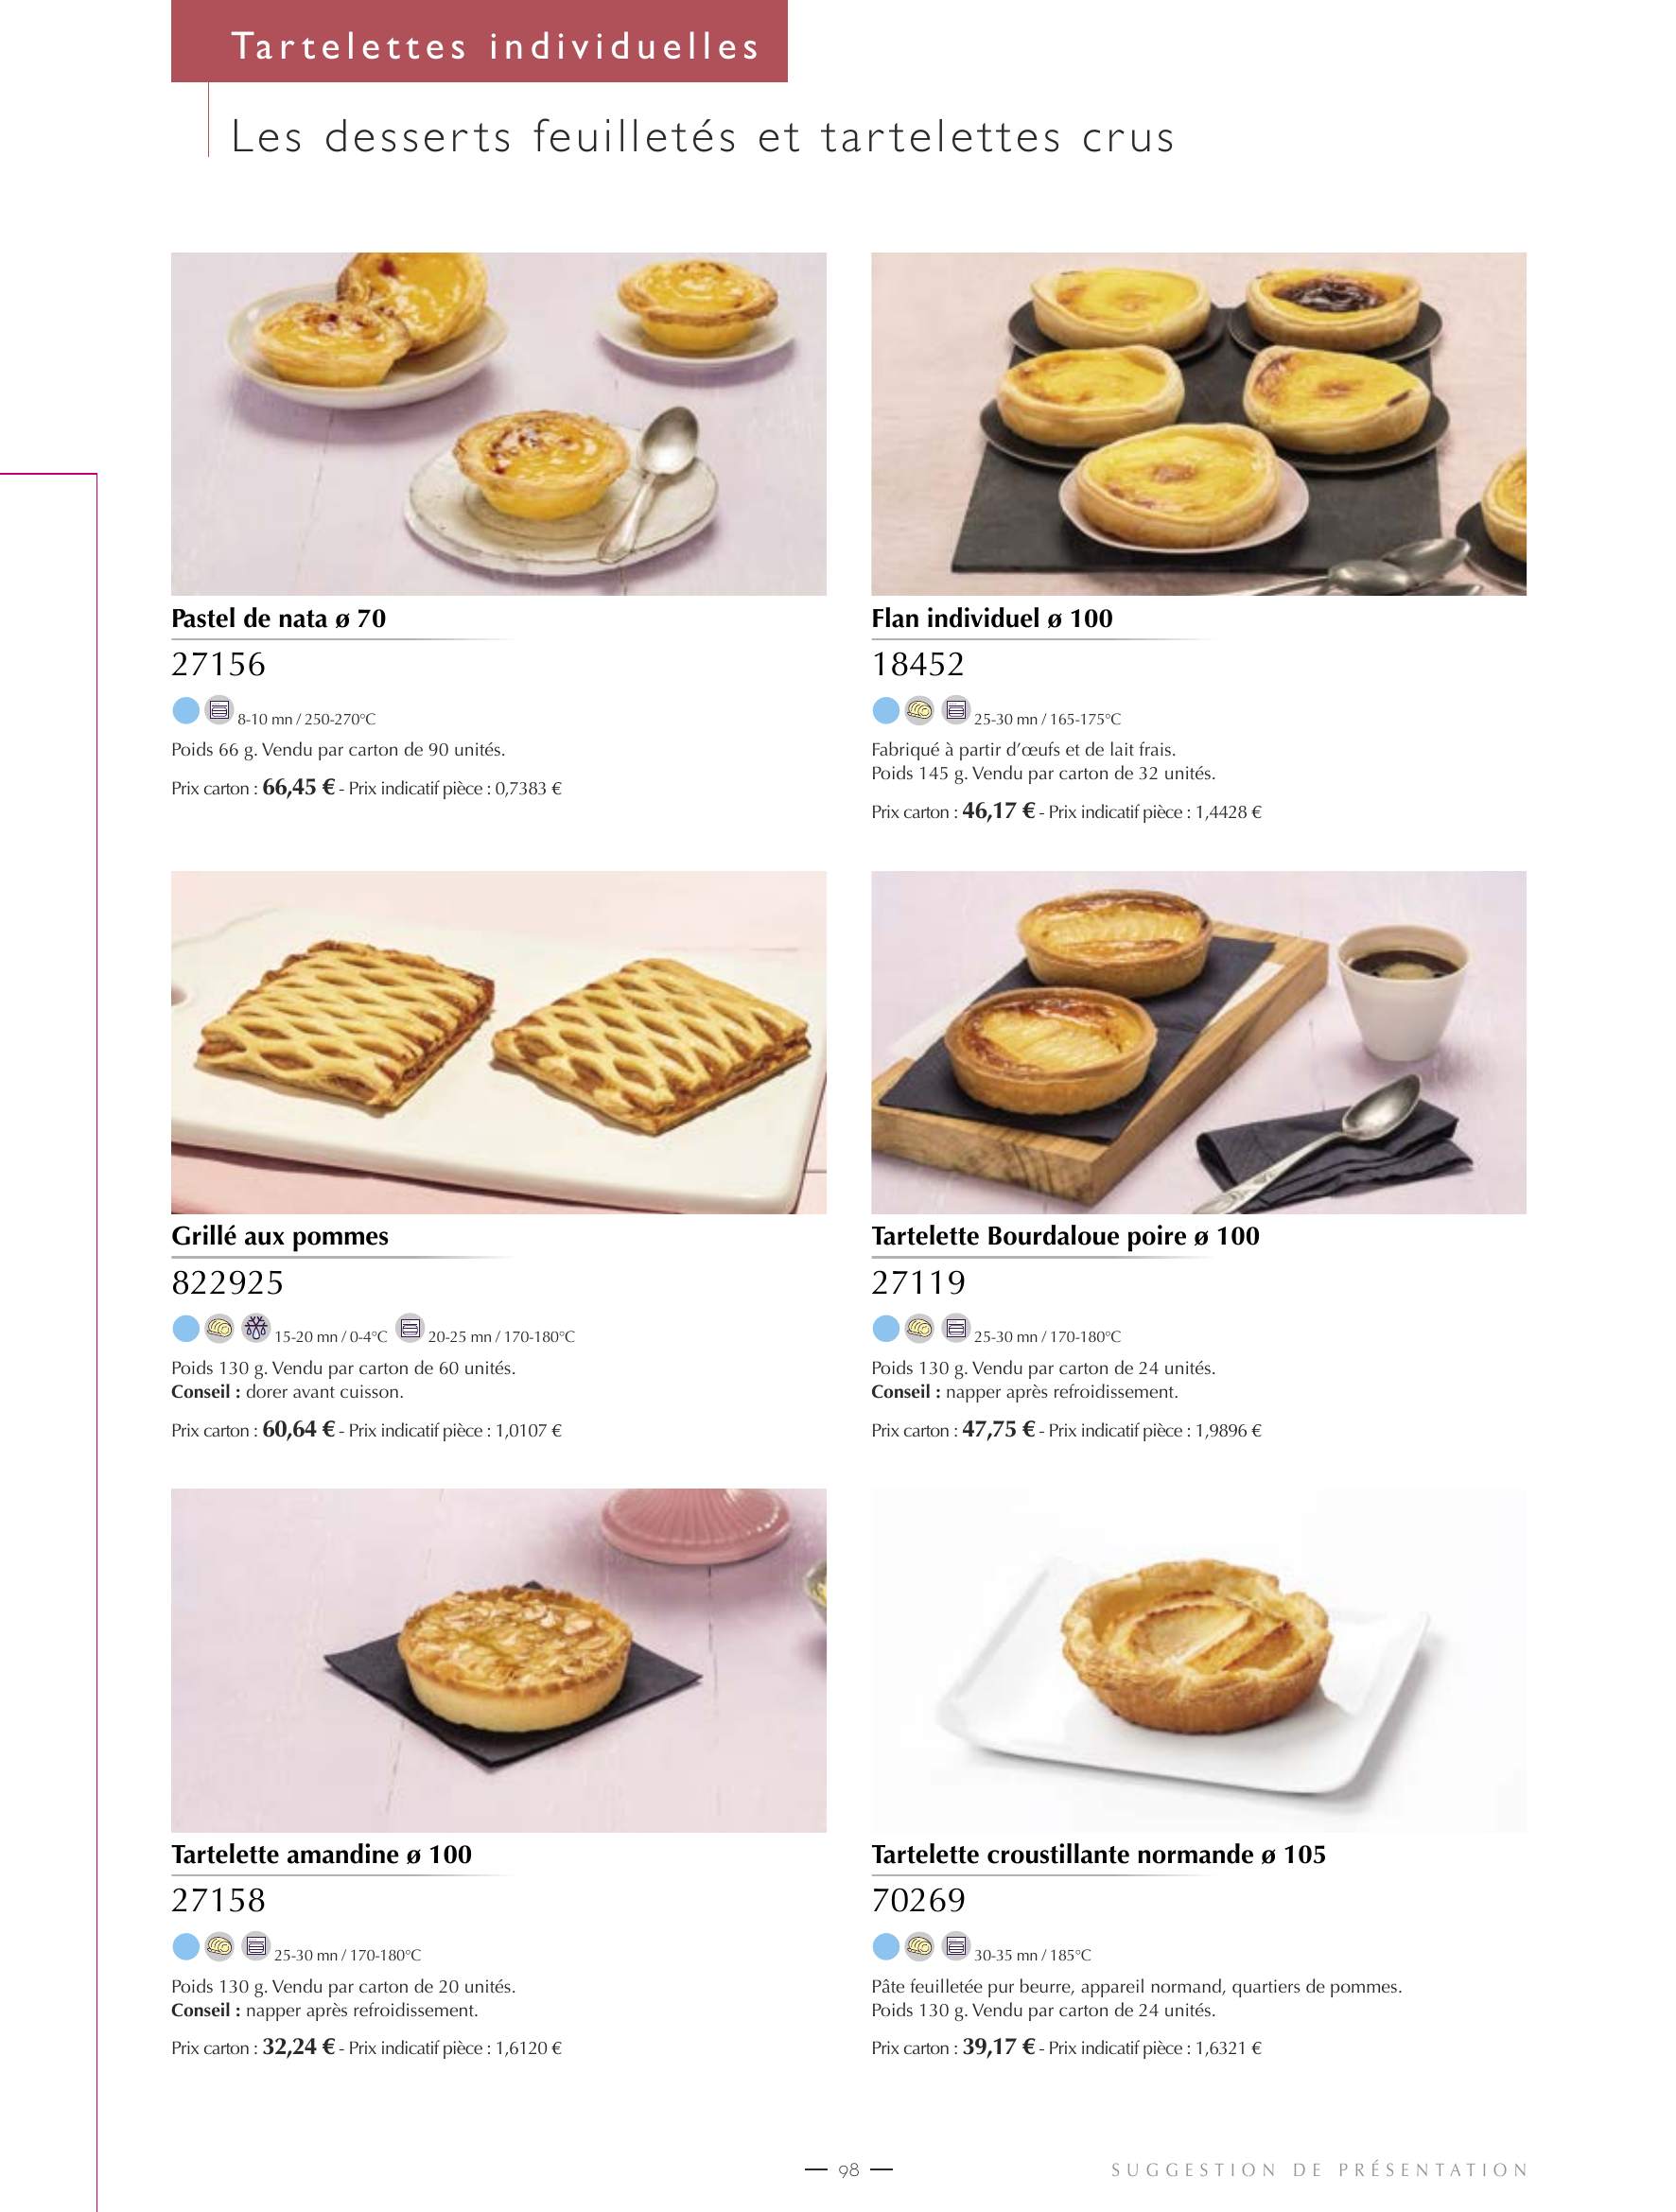 Tartelettes individuelles
Les desserts feuilletés et tartelettes crus
Pastel de nata ø 70
27156
8-10 mn / 250-270°C
Poids 66 g. Vendu par carton de 90 unités.
Prix carton : 66,45 € - Prix indicatif pièce : 0,7383 €
Flan individuel ø 100
18452
25-30 mn / 165-175°C
Fabriqué à partir d’œufs et de lait frais.
Poids 145 g. Vendu par carton de 32 unités.
Prix carton : 46,17 € - Prix indicatif pièce : 1,4428 €
Grillé aux pommes
822925
15-20 mn / 0-4°C 20-25 mn / 170-180°C
Poids 130 g. Vendu par carton de 60 unités.
Conseil : dorer avant cuisson.
Prix carton : 60,64 € - Prix indicatif pièce : 1,0107 €
Tartelette Bourdaloue poire ø 100
27119
25-30 mn / 170-180°C
Poids 130 g. Vendu par carton de 24 unités.
Conseil : napper après refroidissement.
Prix carton : 47,75 € - Prix indicatif pièce : 1,9896 €
Tartelette amandine ø 100
27158
25-30 mn / 170-180°C
Poids 130 g. Vendu par carton de 20 unités.
Conseil : napper après refroidissement.
Prix carton : 32,24 € - Prix indicatif pièce : 1,6120 €
Tartelette croustillante normande ø 105
70269
30-35 mn / 185°C
Pâte feuilletée pur beurre, appareil normand, quartiers de pommes.
Poids 130 g. Vendu par carton de 24 unités.
Prix carton : 39,17 € - Prix indicatif pièce : 1,6321 €
98
SUGGESTION DE PRÉSENTATION